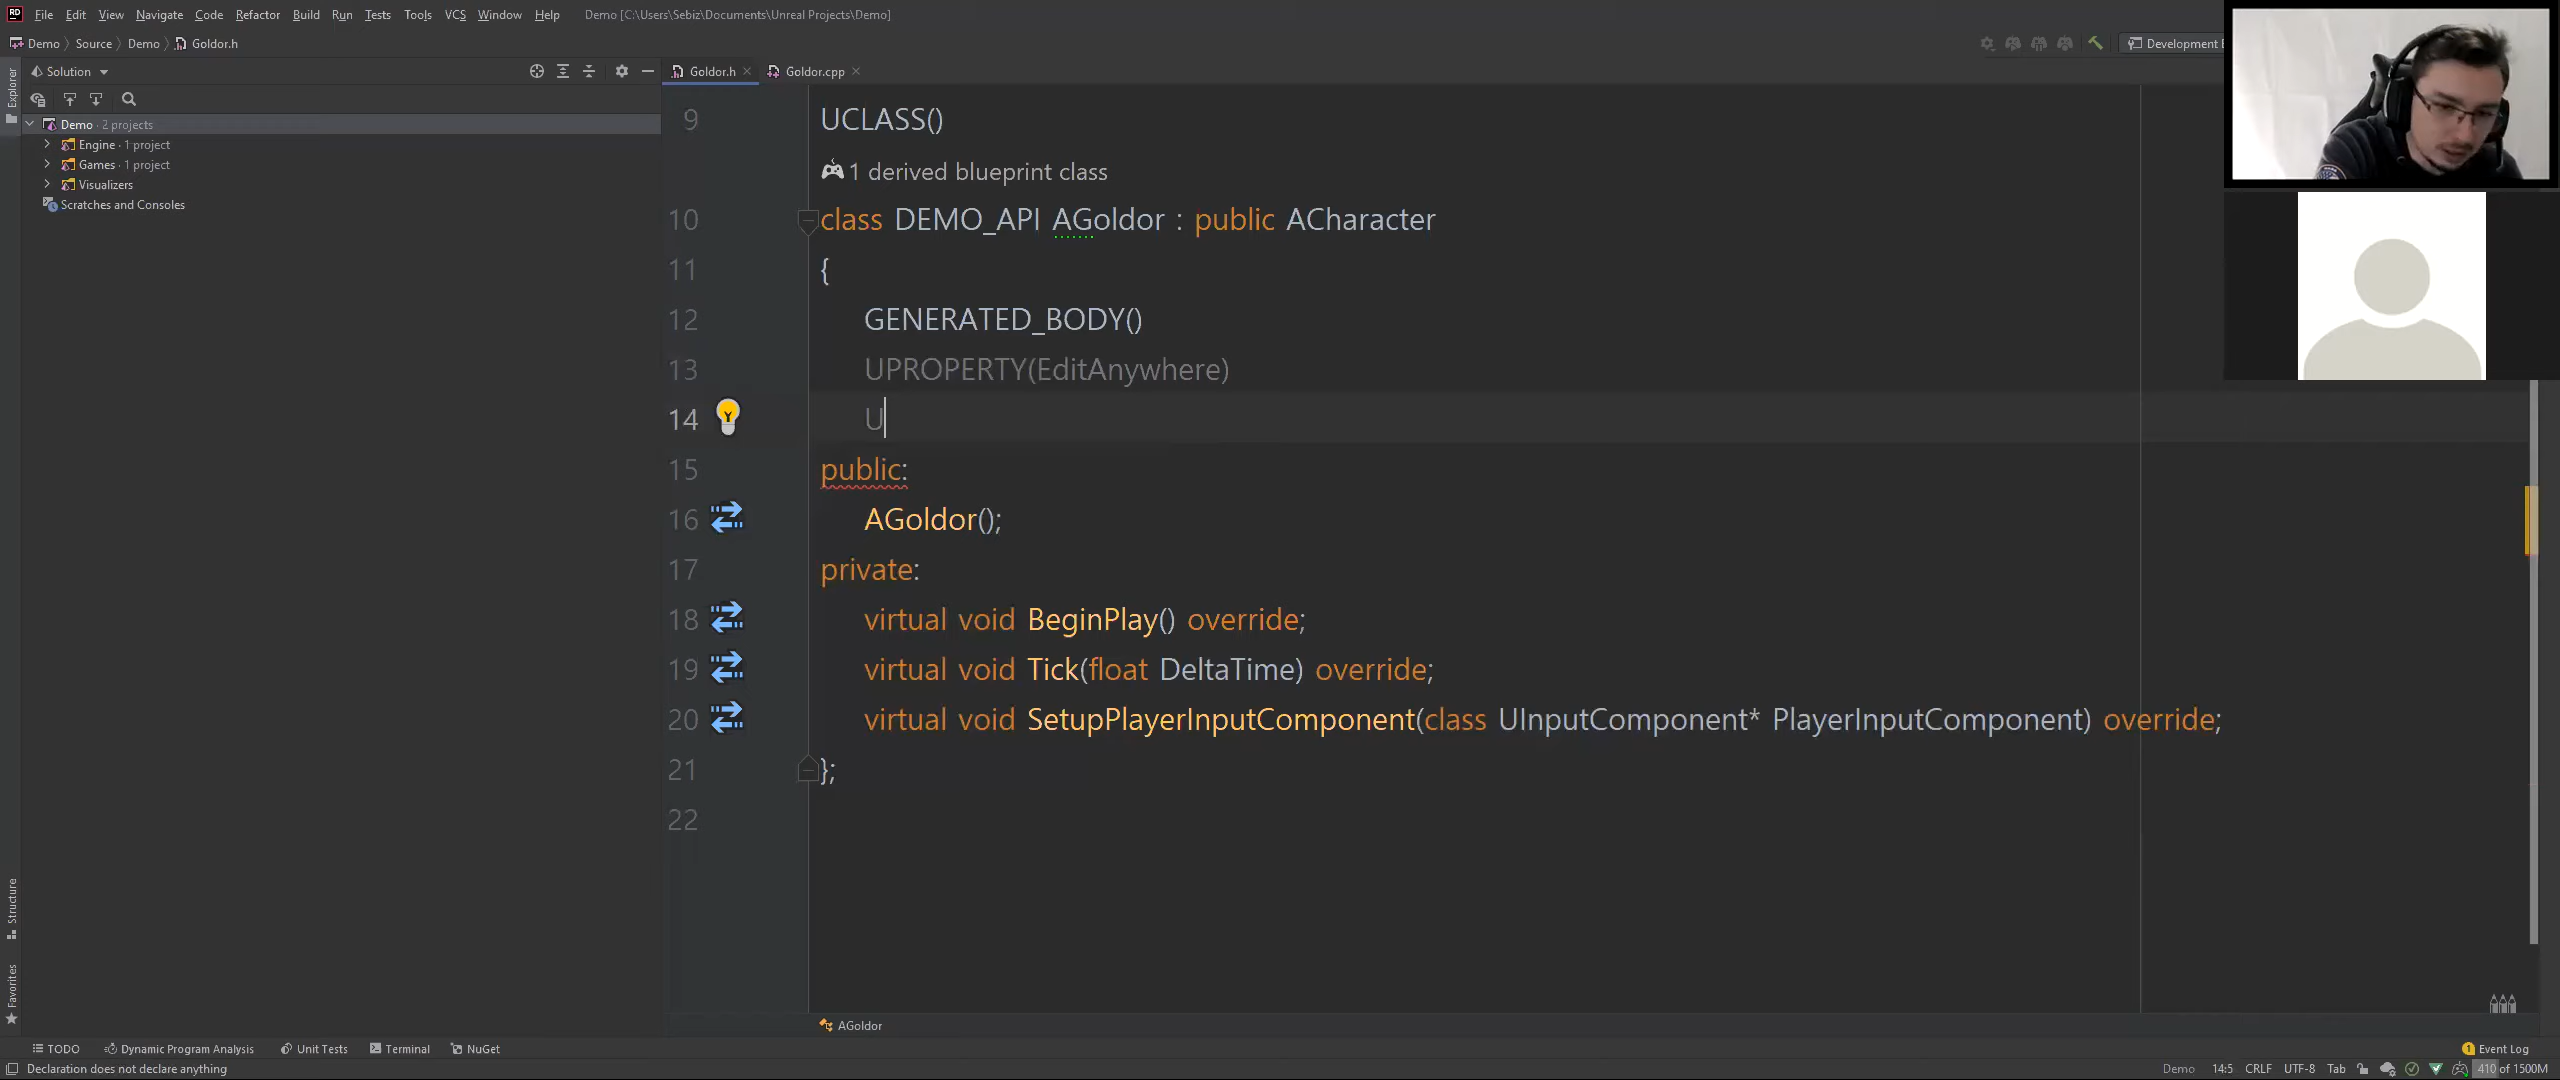 RD File Edit View Navigate Code Refactor Build Run Tests Tools VCS Window Help Demo [C:\Users\Sebiz\Documents\Unreal Projects\Demo]
Demo Source Demo Goldor.h Development
Explorer
Solution
Goldor.h Goldor.cpp
Demo · 2 projects
Engine · 1 project
Games · 1 project
Visualizers
Scratches and Consoles
9 UCLASS()
1 derived blueprint class
10 class DEMO_API AGoldor : public ACharacter
11 {
12 GENERATED_BODY()
13 UPROPERTY(EditAnywhere)
14 U
15 public:
16 AGoldor();
17 private:
18 virtual void BeginPlay() override;
19 virtual void Tick(float DeltaTime) override;
20 virtual void SetupPlayerInputComponent(class UInputComponent* PlayerInputComponent) override;
21 };
22
Structure
Favorites
AGoldor
TODO Dynamic Program Analysis Unit Tests Terminal NuGet 1 Event Log
Declaration does not declare anything Demo 14:5 CRLF UTF-8 Tab 410 of 1500M